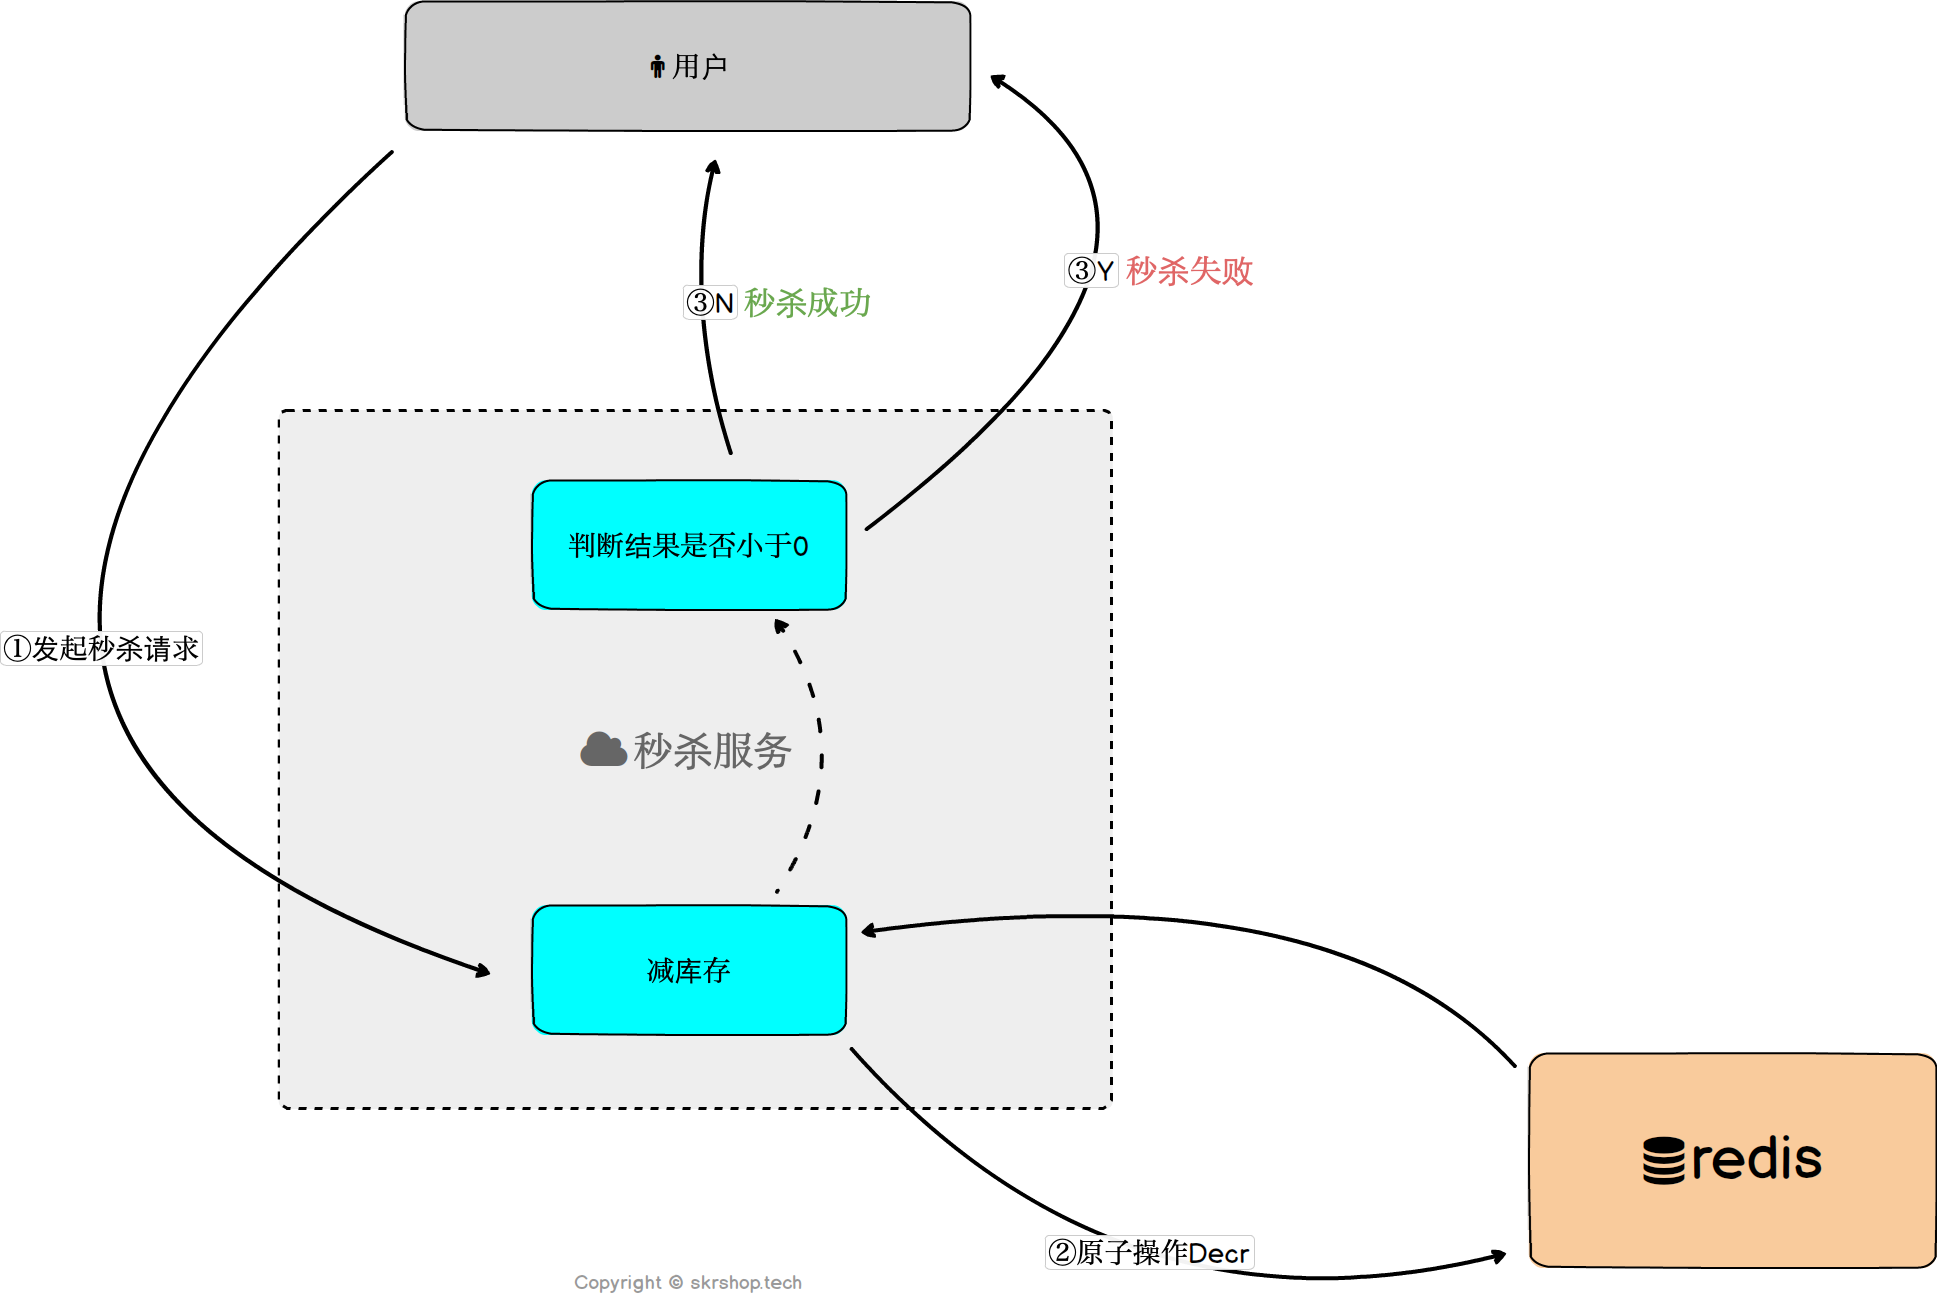 用户
③Y 秒杀失败
③N 秒杀成功
判断结果是否小于0
①发起秒杀请求
秒杀服务
减库存
redis
②原子操作Decr
Copyright © skrshop.tech